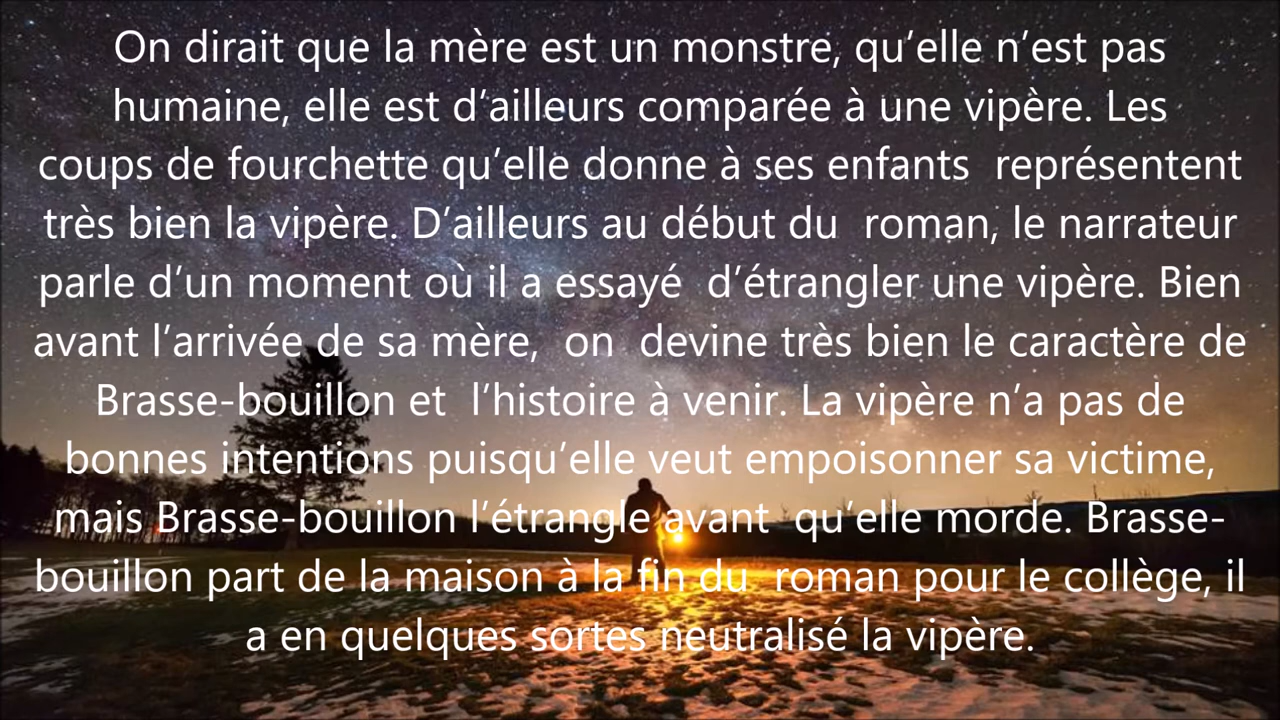 On dirait que la mère est un monstre, qu’elle n’est pas
humaine, elle est d’ailleurs comparée à une vipère. Les
coups de fourchette qu’elle donne à ses enfants  représentent
très bien la vipère. D’ailleurs au début du  roman, le narrateur
parle d’un moment où il a essayé  d’étrangler une vipère. Bien
avant l’arrivée de sa mère,  on  devine très bien le caractère de
Brasse-bouillon et  l’histoire à venir. La vipère n’a pas de
bonnes intentions puisqu’elle veut empoisonner sa victime,
mais Brasse-bouillon l’étrangle avant  qu’elle morde. Brasse-
bouillon part de la maison à la fin du  roman pour le collège, il
a en quelques sortes neutralisé la vipère.